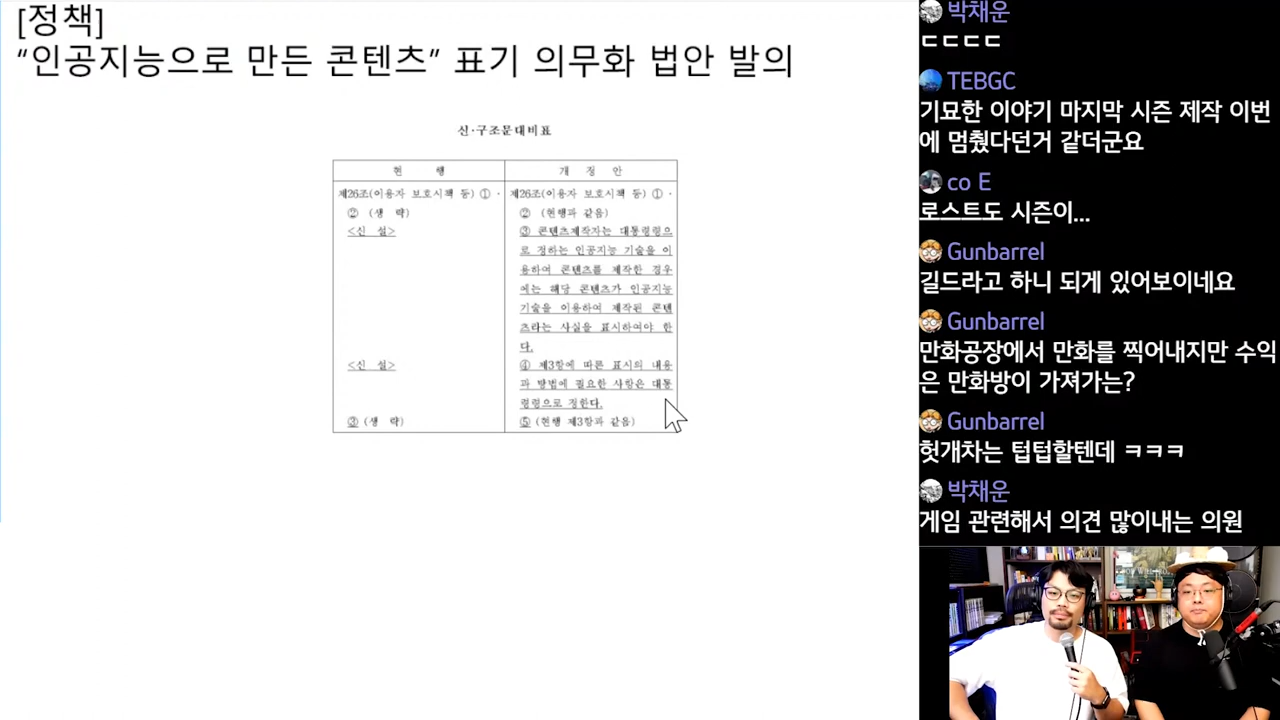 [정책]
“인공지능으로 만든 콘텐츠” 표기 의무화 법안 발의
신·구조문대비표
현 행
개 정 안
제26조(이용자 보호시책 등) ① ·
② (생 략)
<신 설>
<신 설>
③ (생 략)
제26조(이용자 보호시책 등) ① ·
② (현행과 같음)
③ 콘텐츠제작자는 대통령령으
로 정하는 인공지능 기술을 이
용하여 콘텐츠를 제작한 경우
에는 해당 콘텐츠가 인공지능
기술을 이용하여 제작된 콘텐
츠라는 사실을 표시하여야 한
다.
④ 제3항에 따른 표시의 내용
과 방법에 필요한 사항은 대통
령령으로 정한다.
⑤ (현행 제3항과 같음)
박채운
ㄷㄷㄷㄷ
TEBGC
기묘한 이야기 마지막 시즌 제작 이번
에 멈췄다던거 같더군요
co E
로스트도 시즌이...
Gunbarrel
길드라고 하니 되게 있어보이네요
Gunbarrel
만화공장에서 만화를 찍어내지만 수익
은 만화방이 가져가는?
Gunbarrel
헛개차는 텁텁할텐데 ㅋㅋㅋ
박채운
게임 관련해서 의견 많이내는 의원